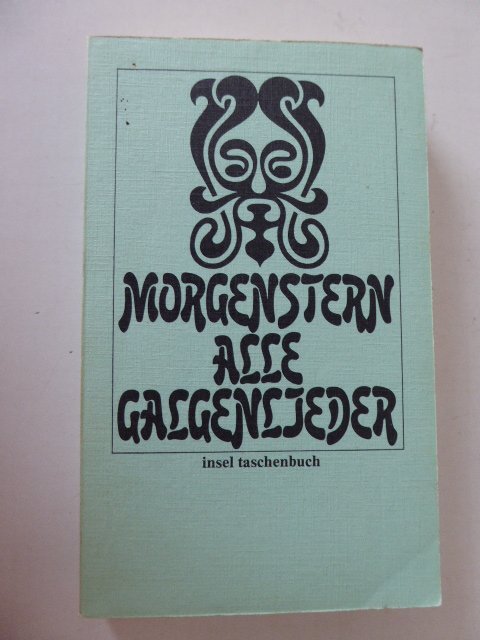 MORGENSTERN
ALLE
GALGENLIEDER
insel taschenbuch